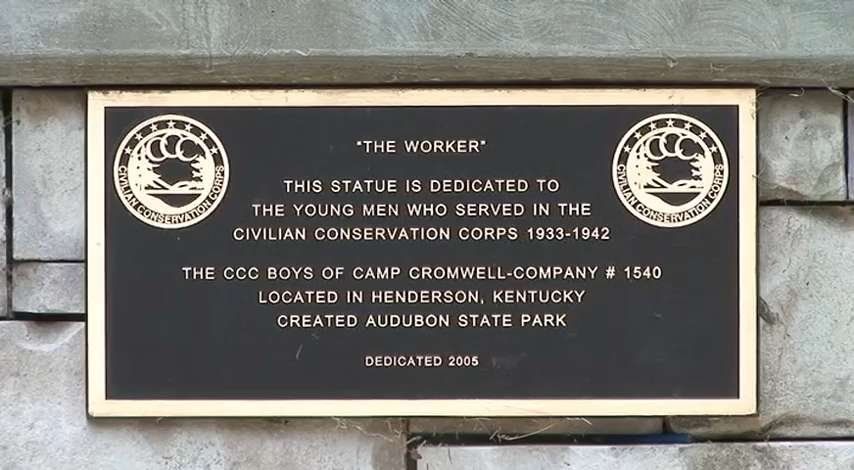 CCC
CIVILIAN CONSERVATION CORPS
CCC
CIVILIAN CONSERVATION CORPS
"THE WORKER"
THIS STATUE IS DEDICATED TO
THE YOUNG MEN WHO SERVED IN THE
CIVILIAN CONSERVATION CORPS 1933-1942
THE CCC BOYS OF CAMP CROMWELL-COMPANY # 1540
LOCATED IN HENDERSON, KENTUCKY
CREATED AUDUBON STATE PARK
DEDICATED 2005